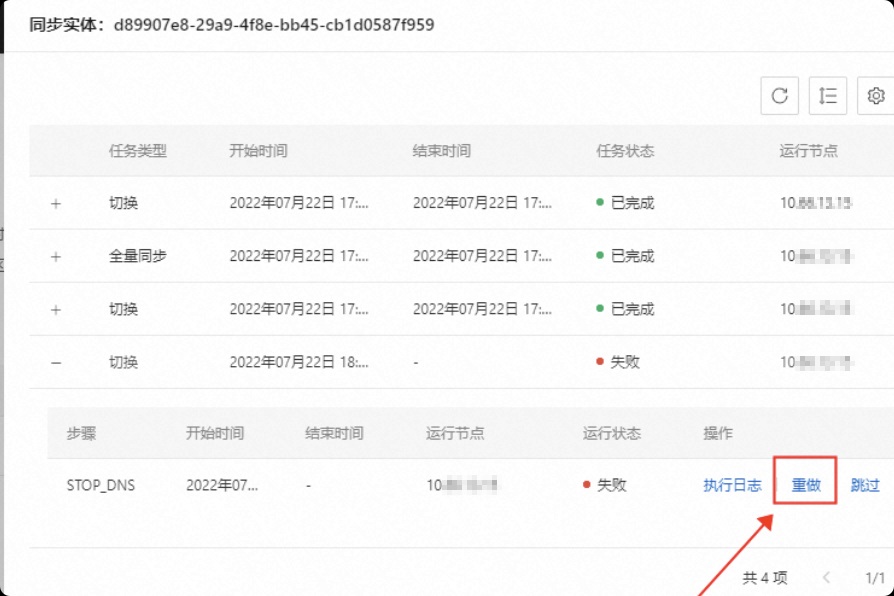 同步实体：d89907e8-29a9-4f8e-bb45-cb1d0587f959
任务类型 开始时间 结束时间 任务状态 运行节点
+ 切换 2022年07月22日 17:... 2022年07月22日 17:... 已完成 10.
+ 全量同步 2022年07月22日 17:... 2022年07月22日 17:... 已完成 10
+ 切换 2022年07月22日 17:... 2022年07月22日 17:... 已完成 10
− 切换 2022年07月22日 18:... - 失败 10
步骤 开始时间 结束时间 运行节点 运行状态 操作
STOP_DNS 2022年07... - 10 失败 执行日志 重做 跳过
共 4 项 < 1/1